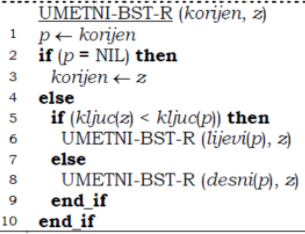 UMETNI-BST-R (korijen, z)
1 p ← korijen
2 if (p = NIL) then
3 korijen ← z
4 else
5 if (kljuc(z) < kljuc(p)) then
6 UMETNI-BST-R (lijevi(p), z)
7 else
8 UMETNI-BST-R (desni(p), z)
9 end_if
10 end_if